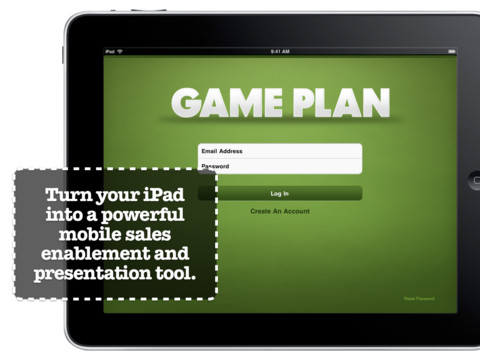 iPad
9:41 AM
GAME PLAN
Email Address
Password
Log In
Create An Account
Turn your iPad
into a powerful
mobile sales
enablement and
presentation tool.
Reset Password